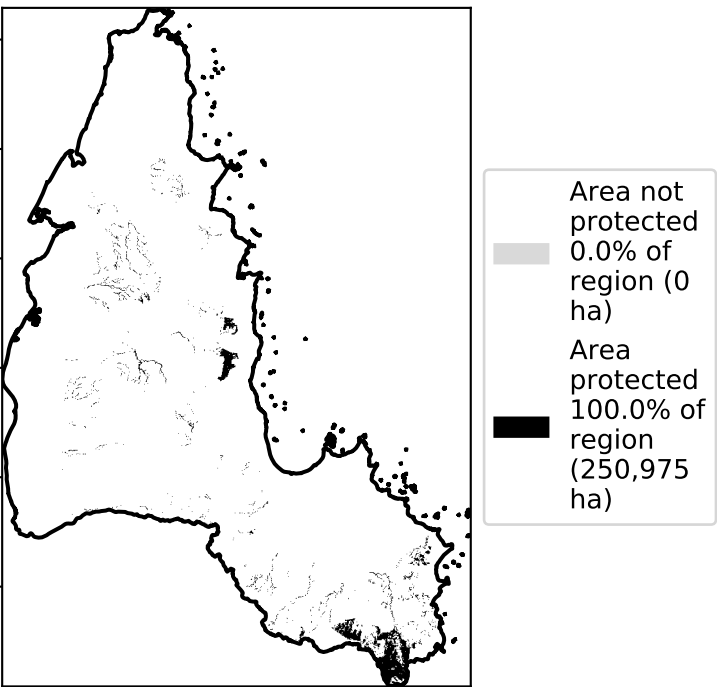 Area not
protected
0.0% of
region (0
ha)
Area
protected
100.0% of
region
(250,975
ha)